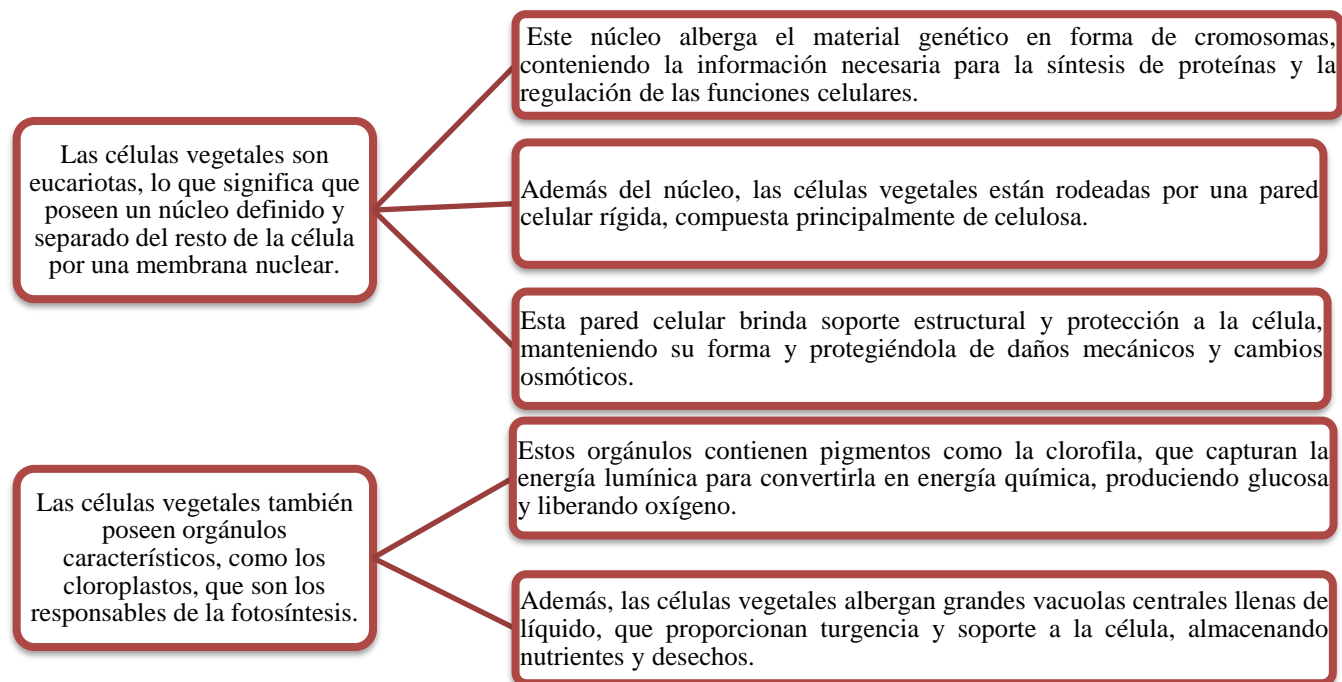 Las células vegetales son
eucariotas, lo que significa que
poseen un núcleo definido y
separado del resto de la célula
por una membrana nuclear.
Este núcleo alberga el material genético en forma de cromosomas,
conteniendo la información necesaria para la síntesis de proteínas y la
regulación de las funciones celulares.
Además del núcleo, las células vegetales están rodeadas por una pared
celular rígida, compuesta principalmente de celulosa.
Esta pared celular brinda soporte estructural y protección a la célula,
manteniendo su forma y protegiéndola de daños mecánicos y cambios
osmóticos.
Las células vegetales también
poseen orgánulos
característicos, como los
cloroplastos, que son los
responsables de la fotosíntesis.
Estos orgánulos contienen pigmentos como la clorofila, que capturan la
energía lumínica para convertirla en energía química, produciendo glucosa
y liberando oxígeno.
Además, las células vegetales albergan grandes vacuolas centrales llenas de
líquido, que proporcionan turgencia y soporte a la célula, almacenando
nutrientes y desechos.